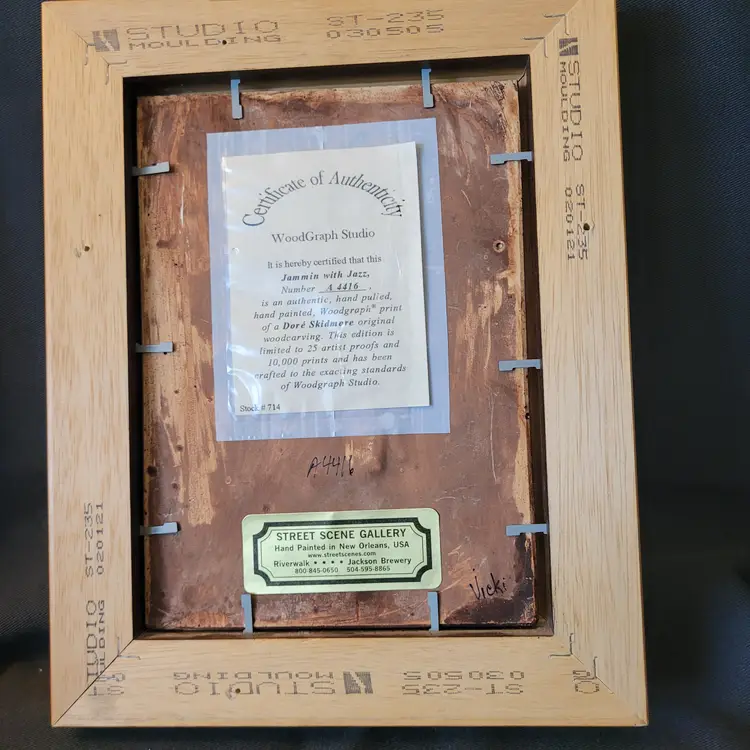 STUDIO ST-235
MOULDING 030505
STUDIO ST-235
MOULDING 020121
Certificate of Authenticity
WoodGraph Studio
It is hereby certified that this
Jammin with Jazz,
Number A 4416 ,
is an authentic, hand pulled,
hand painted, Woodgraph® print
of a Doré Skidmore original
woodcarving. This edition is
limited to 25 artist proofs and
10,000 prints and has been
crafted to the exacting standards
of Woodgraph Studio.
Stock # 714
A4416
STREET SCENE GALLERY
Hand Painted in New Orleans, USA
www.streetscenes.com
Riverwalk • • • • Jackson Brewery
800-845-0650 504-595-8865
Vicki
STUDIO ST-235
MOULDING 020121
STUDIO ST-235
MOULDING 030505